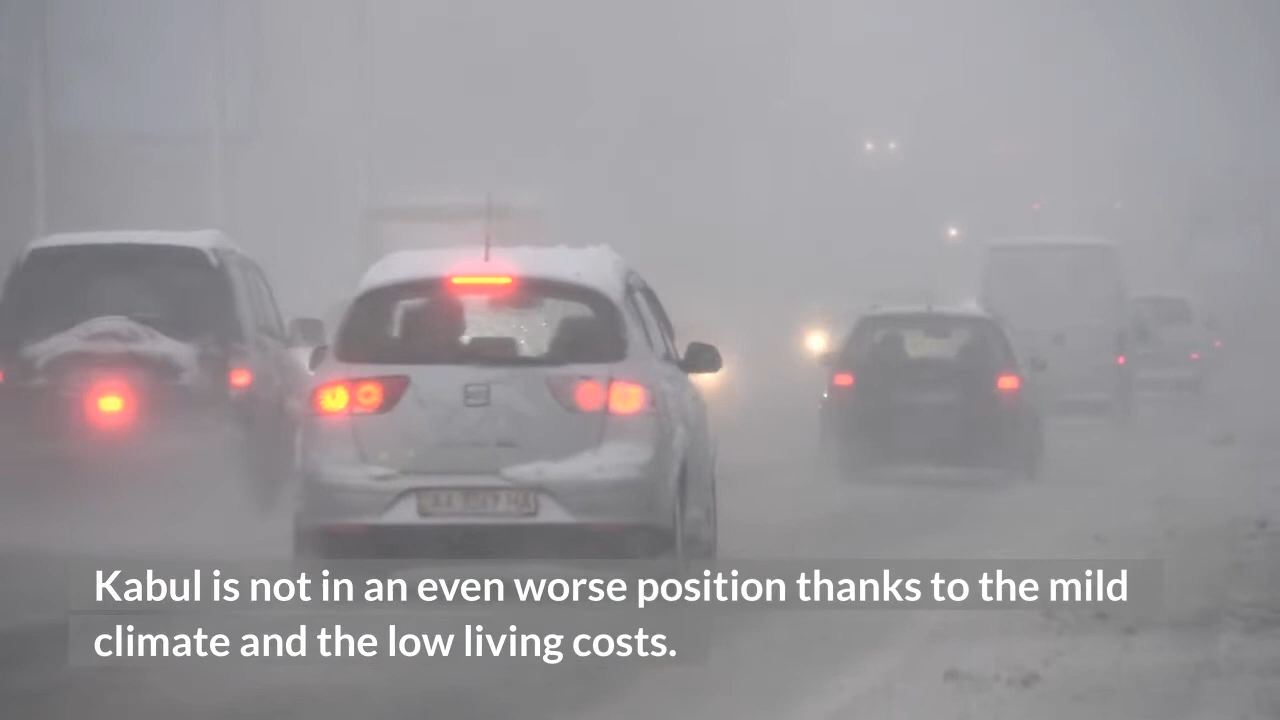 Kabul is not in an even worse position thanks to the mild
climate and the low living costs.